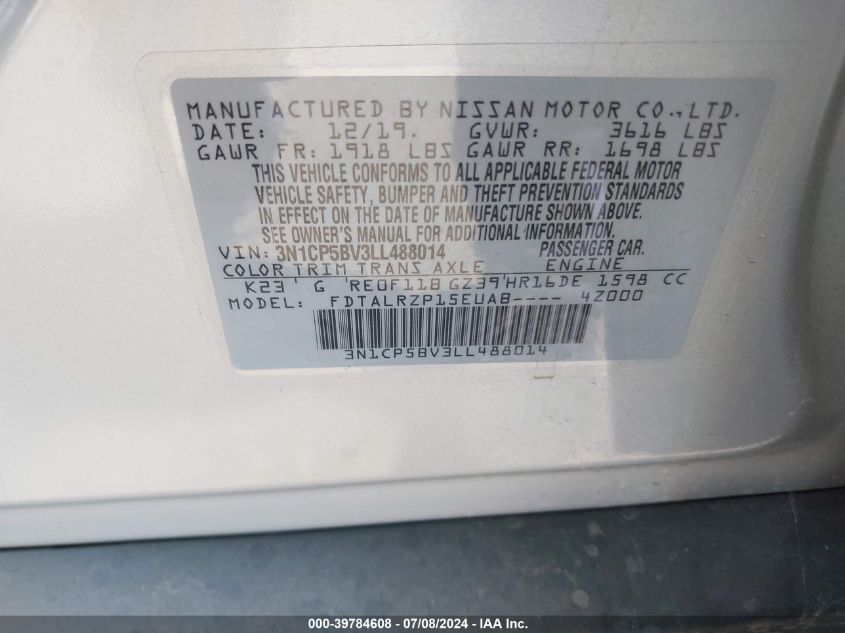 MANUFACTURED BY NISSAN MOTOR CO.,LTD.
DATE: 12/19. GVWR: 3616 LBS
GAWR FR: 1918 LBS GAWR RR: 1698 LBS
THIS VEHICLE CONFORMS TO ALL APPLICABLE FEDERAL MOTOR
VEHICLE SAFETY, BUMPER AND THEFT PREVENTION STANDARDS
IN EFFECT ON THE DATE OF MANUFACTURE SHOWN ABOVE.
SEE OWNER'S MANUAL FOR ADDITIONAL INFORMATION.
VIN: 3N1CP5BV3LL488014 PASSENGER CAR.
COLOR TRIM TRANS AXLE ENGINE
K23 G RE0F11B GZ39 HR16DE 1598 CC
MODEL: FDTALRZP15EUAB---- 4Z000
3N1CP5BV3LL488014
000-39784608 - 07/08/2024 - IAA Inc.